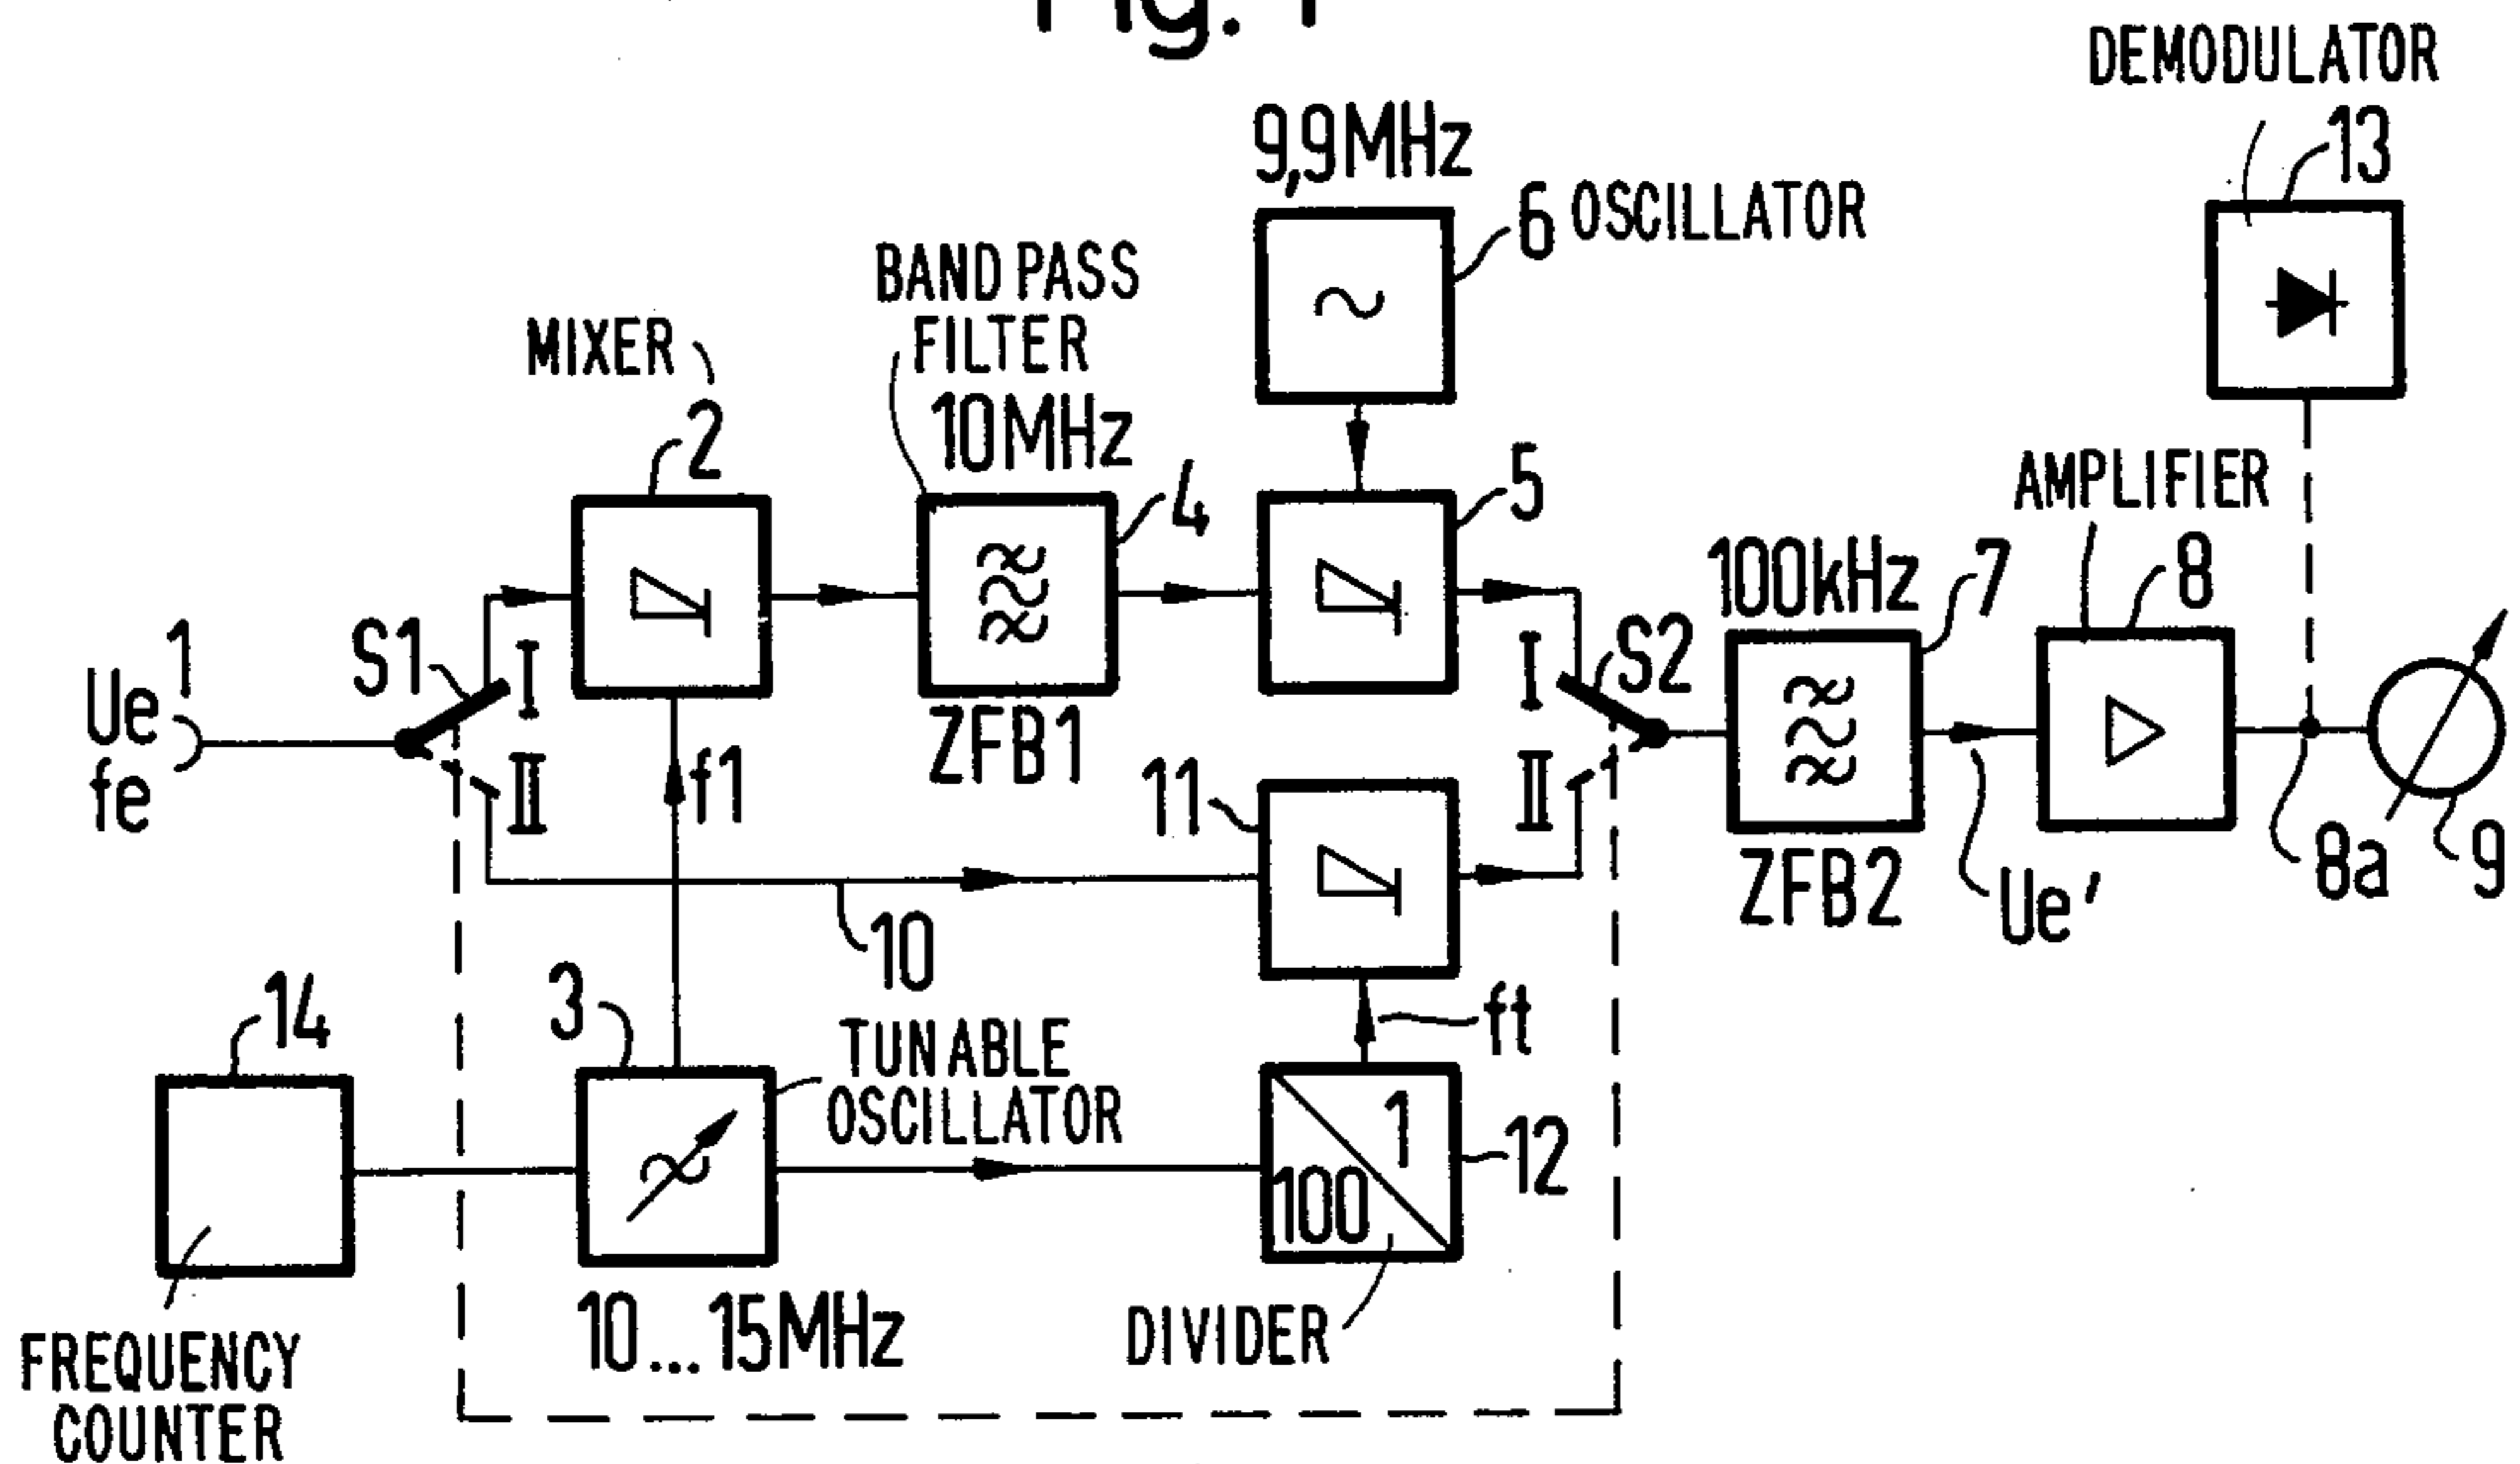 Fig. 1
DEMODULATOR
13
9,9MHz
6 OSCILLATOR
BAND PASS
FILTER
10MHz
MIXER
2
4
5
AMPLIFIER
8
100kHz
7
1
Ue
fe
S1
I
II
f1
ZFB1
11
I
II
S2
ZFB2
Ue'
8a
9
10
14
3
TUNABLE
OSCILLATOR
ft
1
100
12
10...15MHz
DIVIDER
FREQUENCY
COUNTER